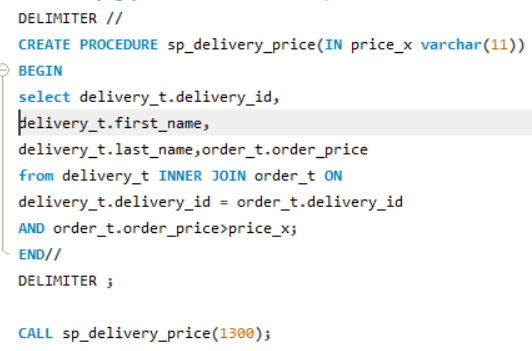 DELIMITER //
CREATE PROCEDURE sp_delivery_price(IN price_x varchar(11))
BEGIN
select delivery_t.delivery_id,
delivery_t.first_name,
delivery_t.last_name,order_t.order_price
from delivery_t INNER JOIN order_t ON
delivery_t.delivery_id = order_t.delivery_id
AND order_t.order_price>price_x;
END//
DELIMITER ;
CALL sp_delivery_price(1300);